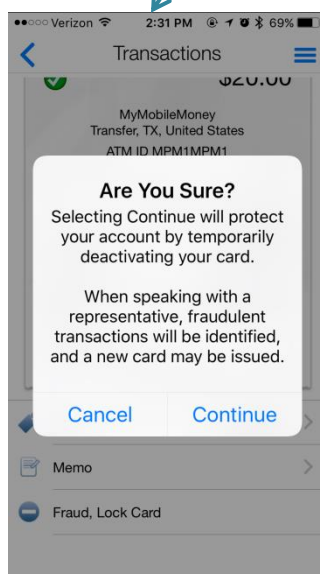 Verizon 2:31 PM 69%
Transactions
$20.00
MyMobileMoney
Transfer, TX, United States
ATM ID MPM1MPM1
Are You Sure?
Selecting Continue will protect
your account by temporarily
deactivating your card.
When speaking with a
representative, fraudulent
transactions will be identified,
and a new card may be issued.
Cancel Continue
Memo
Fraud, Lock Card